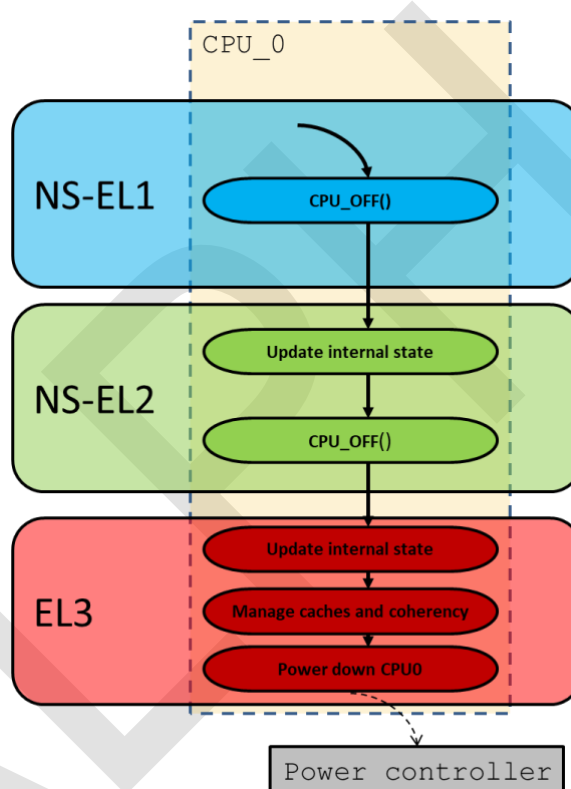 CPU_0
NS-EL1
CPU_OFF()
Update internal state
NS-EL2
CPU_OFF()
Update internal state
EL3
Manage caches and coherency
Power down CPU0
Power controller